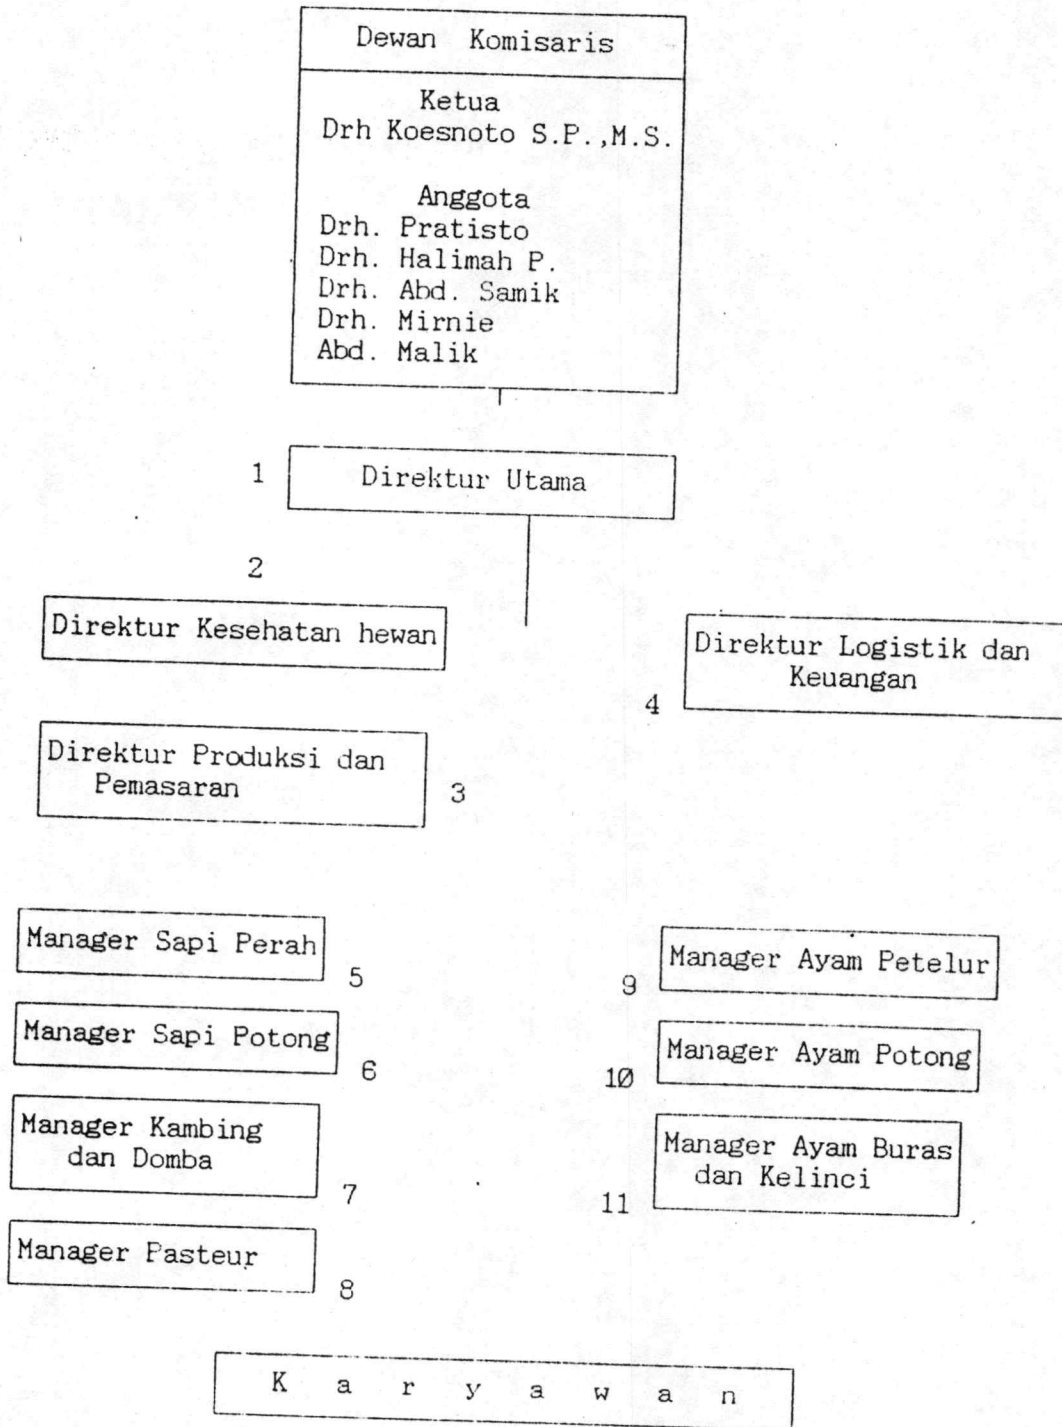 Dewan Komisaris
Ketua
Drh Koesnoto S.P.,M.S.
Anggota
Drh. Pratisto
Drh. Halimah P.
Drh. Abd. Samik
Drh. Mirnie
Abd. Malik
1
Direktur Utama
2
Direktur Kesehatan hewan
Direktur Logistik dan
Keuangan
4
Direktur Produksi dan
Pemasaran
3
Manager Sapi Perah
5
Manager Sapi Potong
6
Manager Kambing
dan Domba
7
Manager Pasteur
8
Manager Ayam Petelur
9
Manager Ayam Potong
10
Manager Ayam Buras
dan Kelinci
11
K a r y a w a n